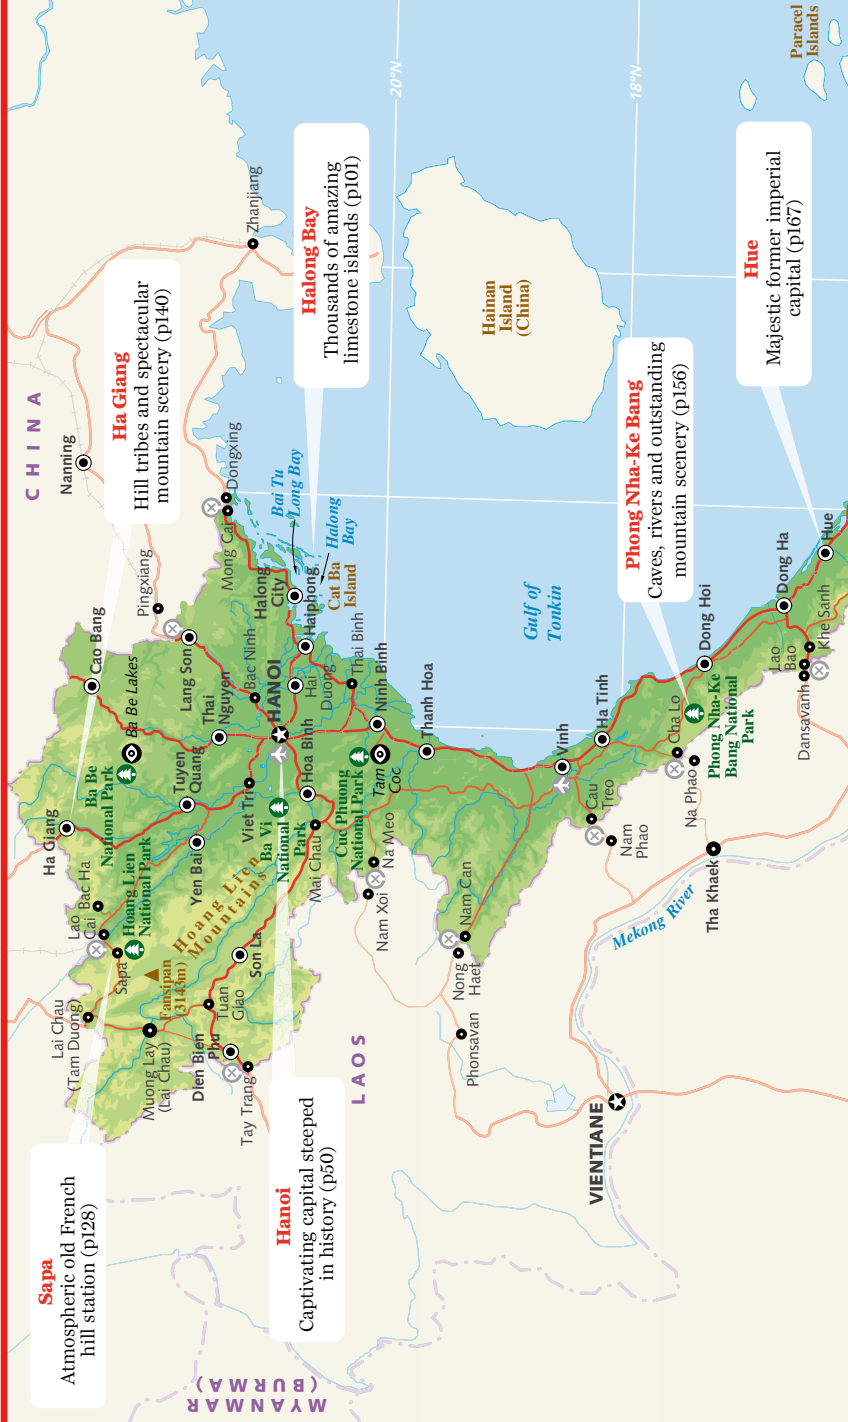 CHINA
MYANMAR
(BURMA)
LAOS
Sapa
Atmospheric old French
hill station (p128)
Hanoi
Captivating capital steeped
in history (p50)
Ha Giang
Hill tribes and spectacular
mountain scenery (p140)
Halong Bay
Thousands of amazing
limestone islands (p101)
Phong Nha-Ke Bang
Caves, rivers and outstanding
mountain scenery (p156)
Hue
Majestic former imperial
capital (p167)
Nanning
Zhanjiang
Pingxiang
Dongxing
Mong Cai
Cao Bang
Lang Son
Ba Be Lakes
Ba Be
National Park
Ha Giang
Tuyen
Quang
Thai
Nguyen
Bac Ninh
HANOI
Hai
Duong
Haiphong
Halong
City
Bai Tu
Long Bay
Halong
Bay
Cat Ba
Island
Thai Binh
Ninh Binh
Hoa Binh
Viet Tri
Yen Bai
Ba Vi
National
Park
Cuc Phuong
National Park
Tam
Coc
Mai Chau
Bac Ha
Lao
Cai
Hoang Lien
National Park
Sapa
Hoang Lien
Mountains
Fansipan
(3143m)
Lai Chau
(Tam Duong)
Muong Lay
(Lai Chau)
Son La
Tuan
Giao
Dien Bien
Phu
Tay Trang
Na Meo
Nam Xoi
Thanh Hoa
Nam Can
Nong
Haet
Phonsavan
Vinh
Ha Tinh
Cau
Treo
Nam
Phao
Gulf of
Tonkin
Hainan
Island
(China)
20°N
18°N
Paracel
Islands
Mekong River
VIENTIANE
Tha Khaek
Na Phao
Cha Lo
Phong Nha-Ke
Bang National
Park
Dong Hoi
Dong Ha
Lao
Bao
Dansavanh
Khe Sanh
Hue